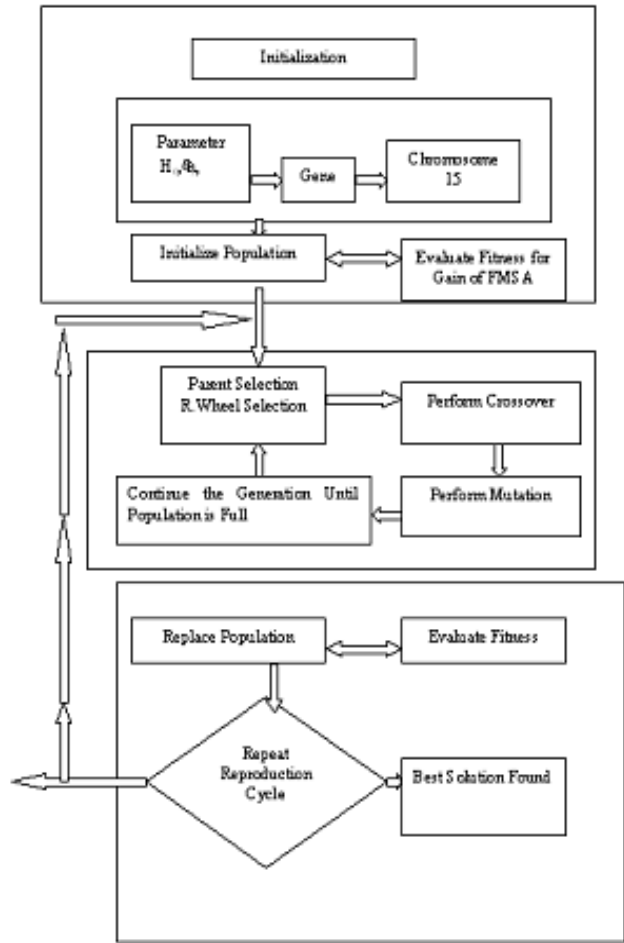 Initialization
Parameter
Gene
Chromosome
15
Initialize Population
Evaluate Fitness for
Gain of FMSA
Parent Selection
R.Wheel Selection
Perform Crossover
Continue the Generation Until
Population is Full
Perform Mutation
Replace Population
Evaluate Fitness
Repeat
Reproduction
Cycle
Best Solution Found